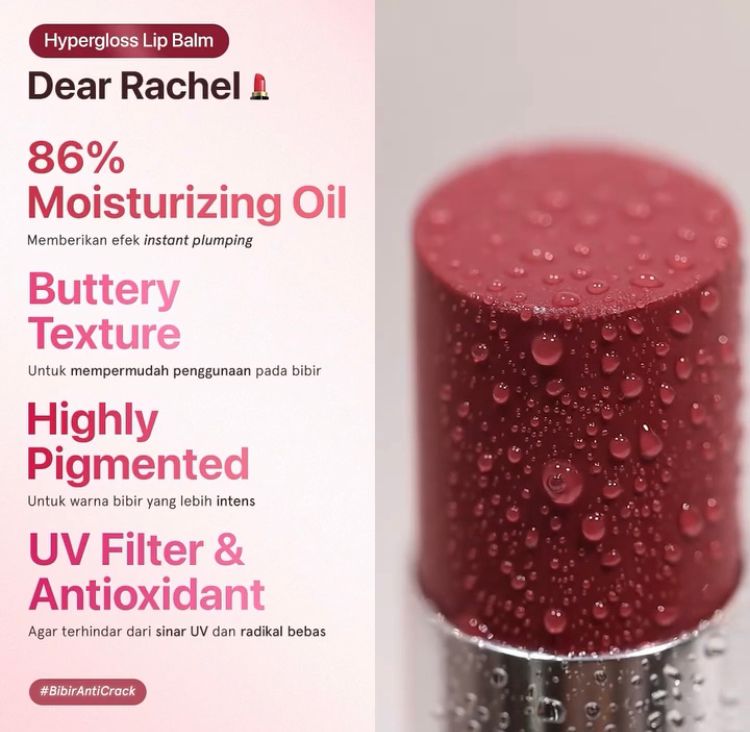 Hypergloss Lip Balm
Dear Rachel💄
86%
Moisturizing Oil
Memberikan efek instant plumping
Buttery
Texture
Untuk mempermudah penggunaan pada bibir
Highly
Pigmented
Untuk warna bibir yang lebih intens
UV Filter &
Antioxidant
Agar terhindar dari sinar UV dan radikal bebas
#BibirAntiCrack